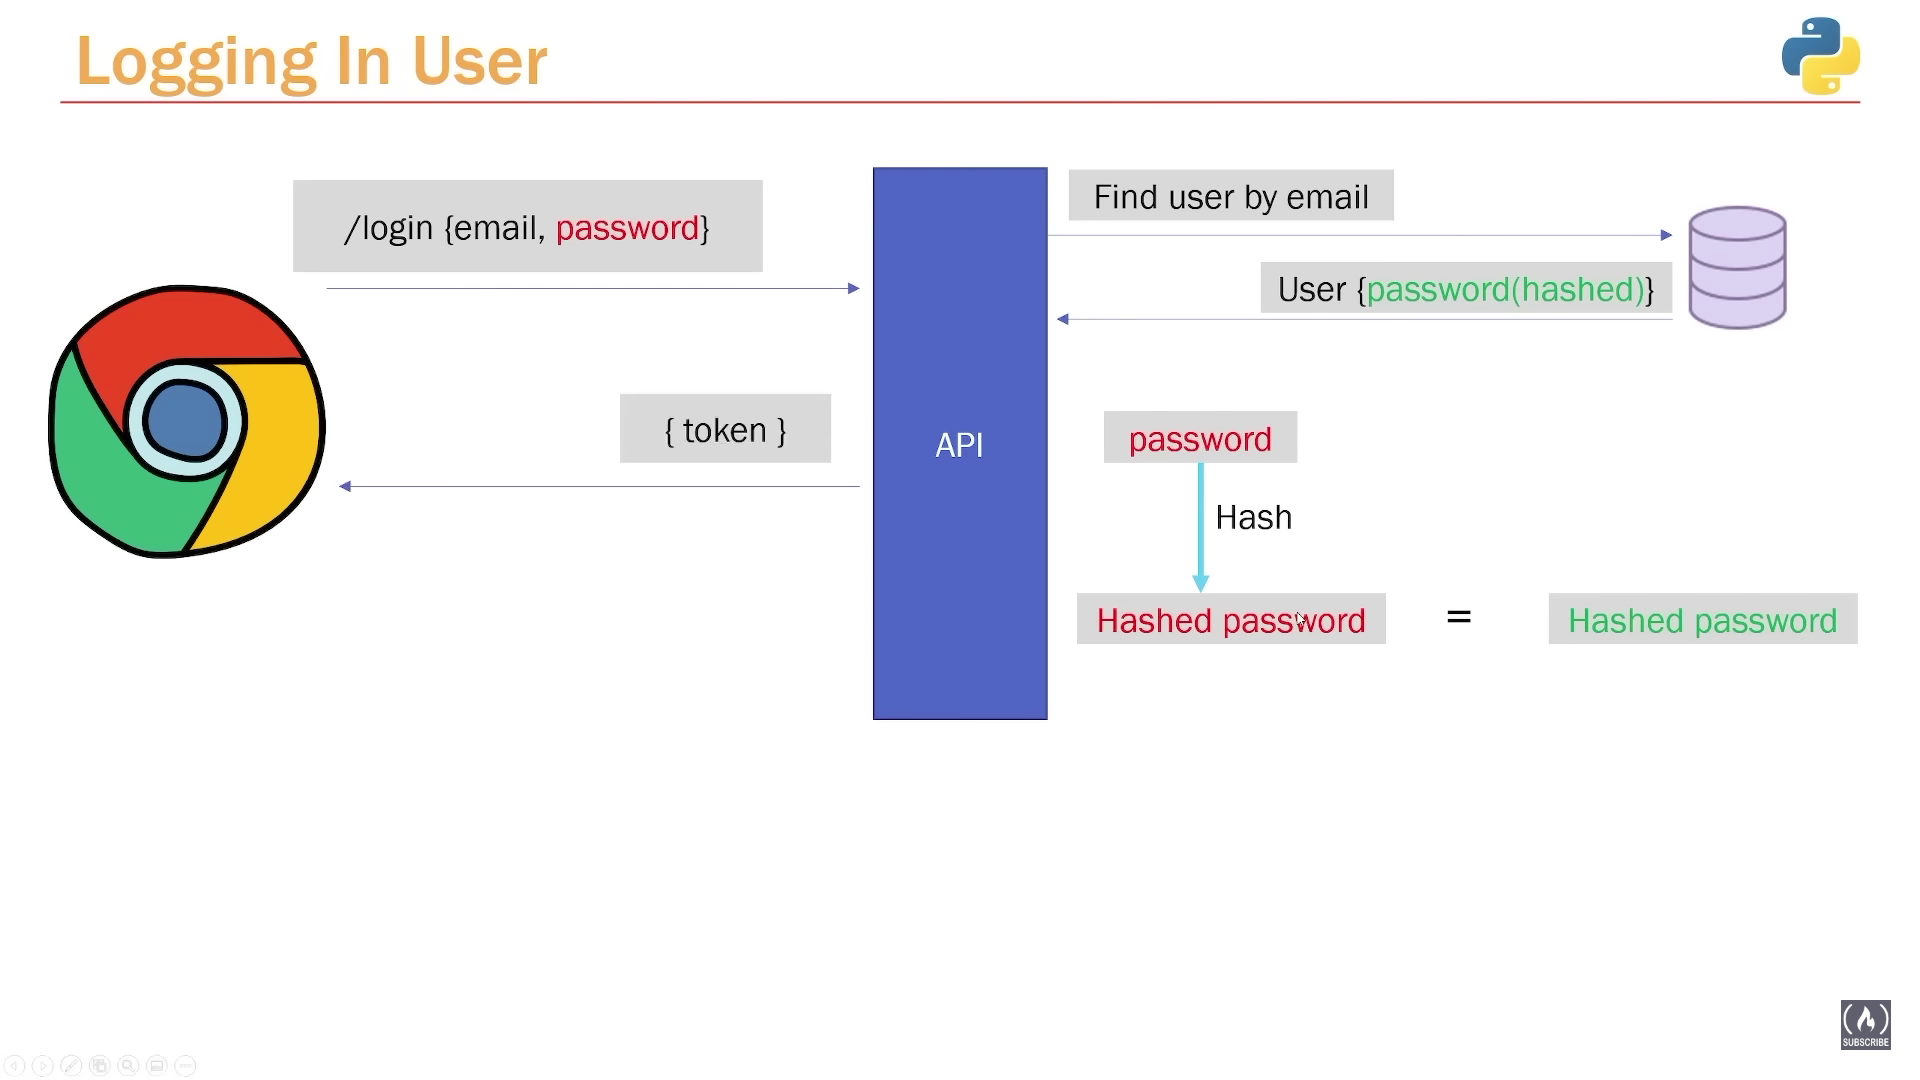 Logging In User
/login {email, password}
Find user by email
User {password(hashed)}
{ token }
API
password
Hash
Hashed password
=
Hashed password
SUBSCRIBE